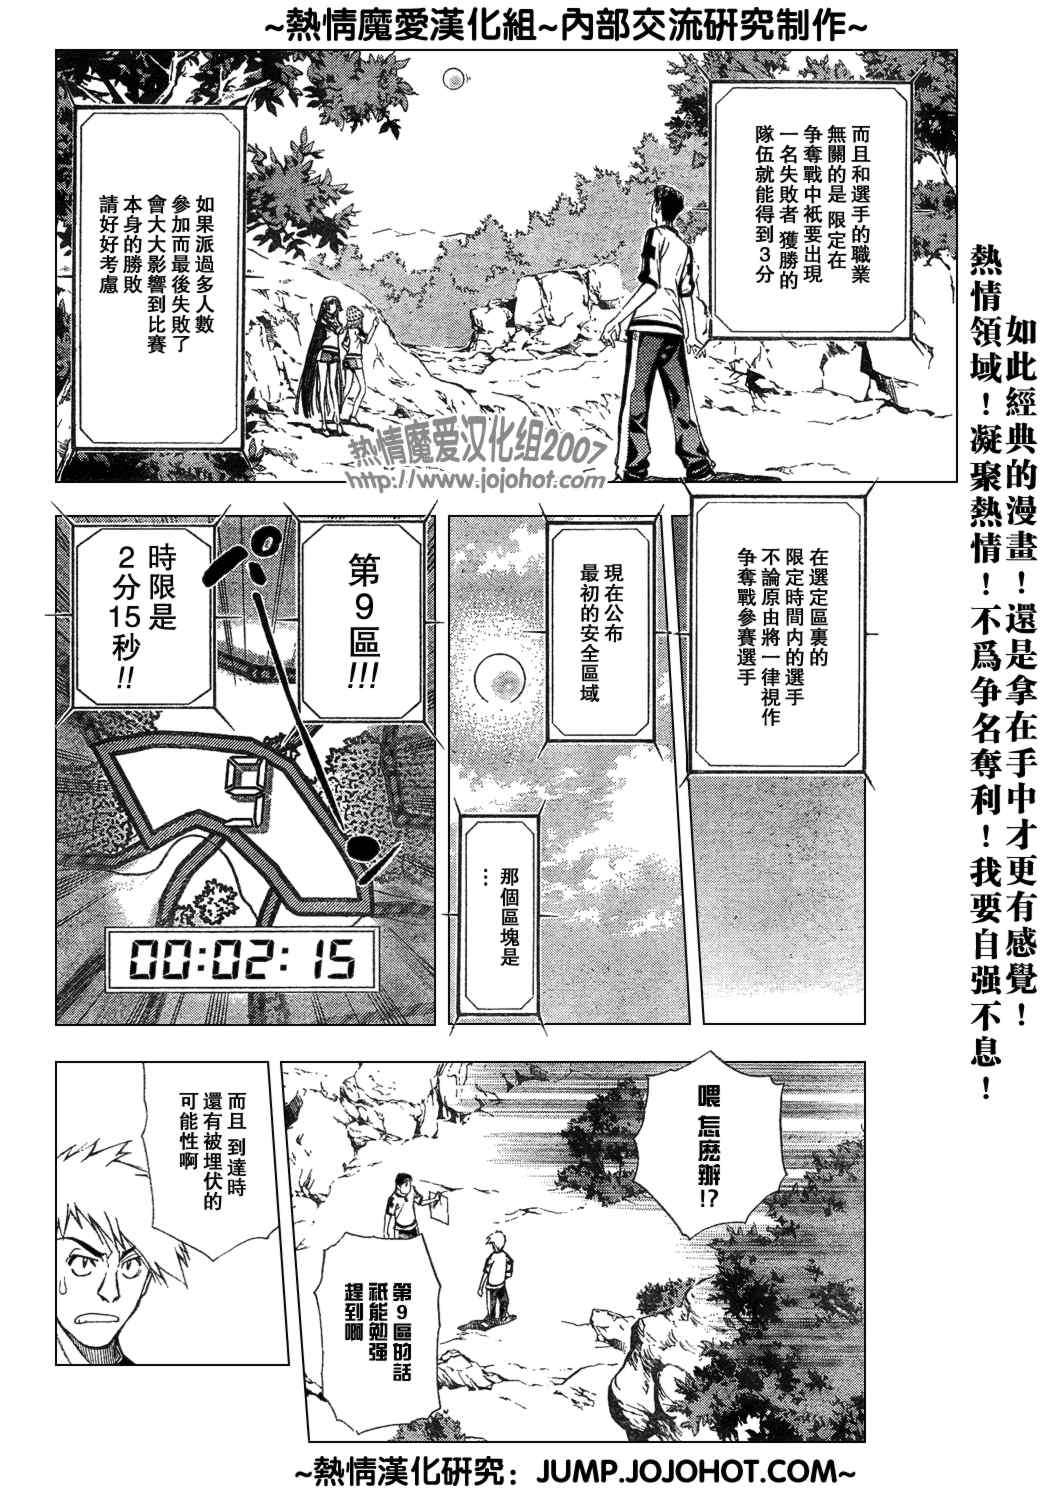 ~熱情魔愛漢化組~內部交流研究制作~
而且和選手的職業
無關的是 限定在
争奪戰中衹要出現
一名失敗者 獲勝的
隊伍就能得到3分
如果派過多人數
參加而最後失敗了
會大大影響到比賽
本身的勝敗
請好好考慮
熱情魔爱汉化组2007
http://www.jojohot.com
如此經典的漫畫！還是拿在手中才更有感覺！
熱情領域！凝聚熱情！不爲争名奪利！我要自强不息！
在選定區裏的
限定時間内的選手
不論原由將一律視作
争奪戰參賽選手
現在公布
最初的安全區域
那個區塊是
…
第9區!!!
時限是
2分15秒!!
パッ
9
00:02:15
喂 怎麽辦!?
第9區的話
衹能勉强
趕到啊
而且 到達時
還有被埋伏的
可能性啊
~熱情漢化研究：JUMP.JOJOHOT.COM~